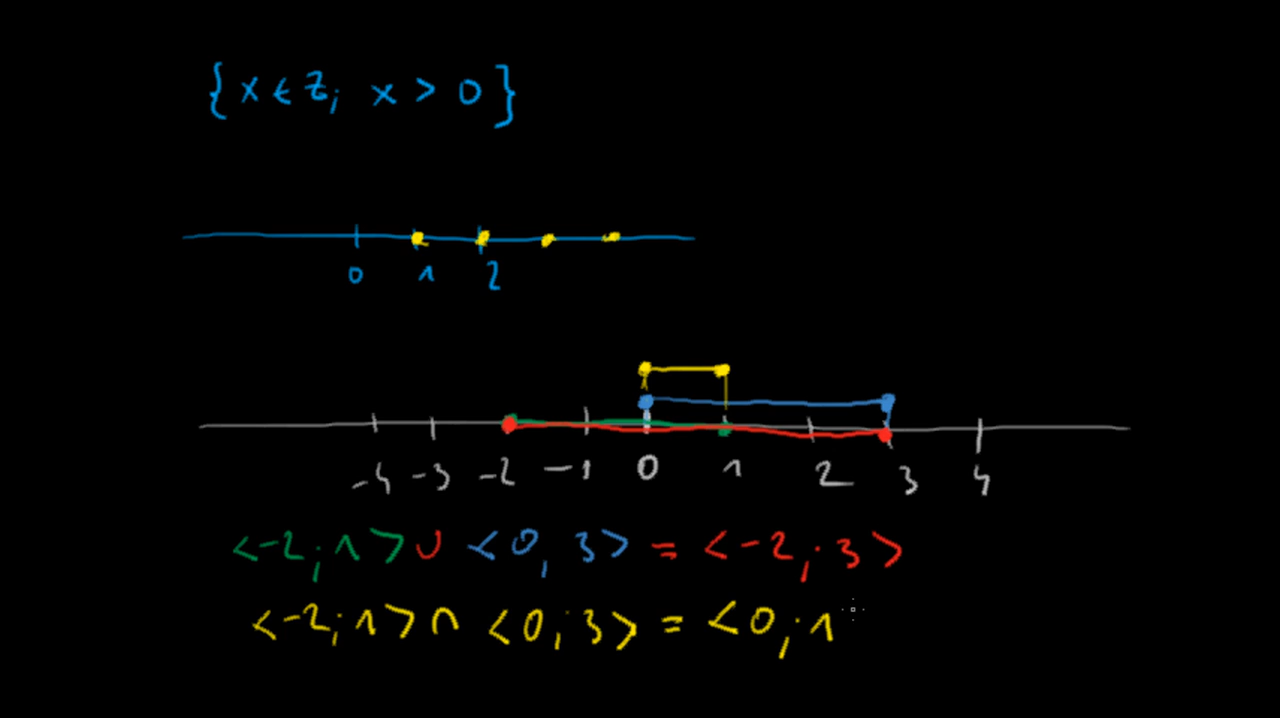 {x ∈ Z; x > 0}
0 1 2
-4 -3 -2 -1 0 1 2 3 4
<-2; 1> ∪ <0, 3> = <-2; 3>
<-2; 1> ∩ <0; 3> = <0; 1